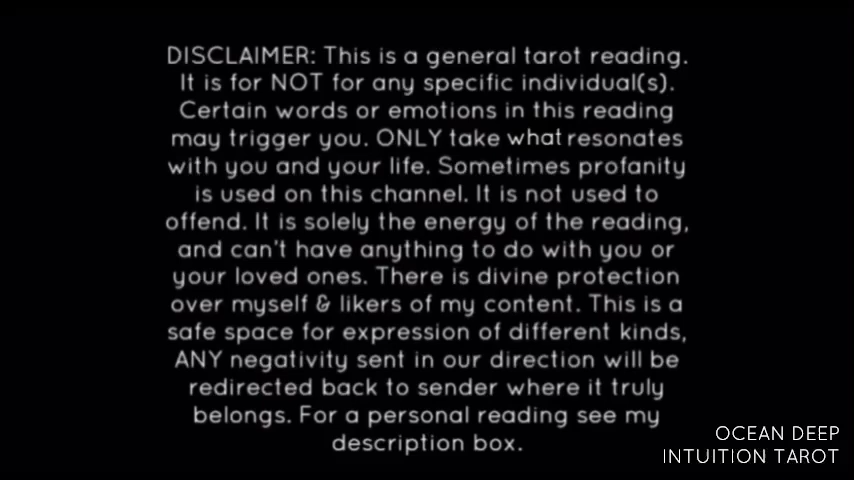 DISCLAIMER: This is a general tarot reading.
It is for NOT for any specific individual(s).
Certain words or emotions in this reading
may trigger you. ONLY take what resonates
with you and your life. Sometimes profanity
is used on this channel. It is not used to
offend. It is solely the energy of the reading,
and can't have anything to do with you or
your loved ones. There is divine protection
over myself & likers of my content. This is a
safe space for expression of different kinds,
ANY negativity sent in our direction will be
redirected back to sender where it truly
belongs. For a personal reading see my
description box.
OCEAN DEEP
INTUITION TAROT